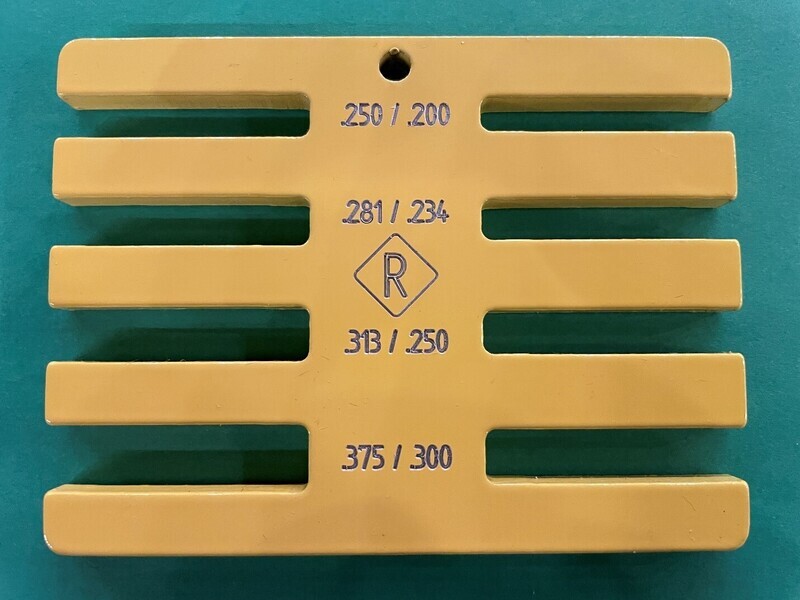 .250 / .200
.281 / .234
R
.313 / .250
.375 / .300